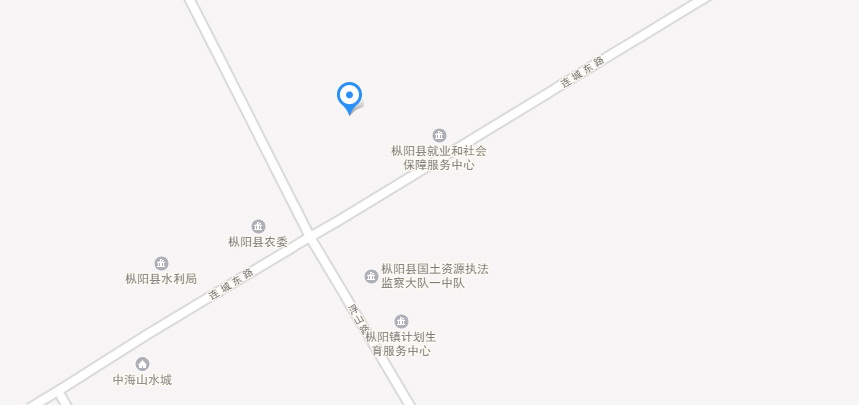 连城东路
枞阳县就业和社会
保障服务中心
枞阳县农委
枞阳县水利局
连城东路
枞阳县国土资源执法
监察大队一中队
枞阳镇计划生
育服务中心
中海山水城